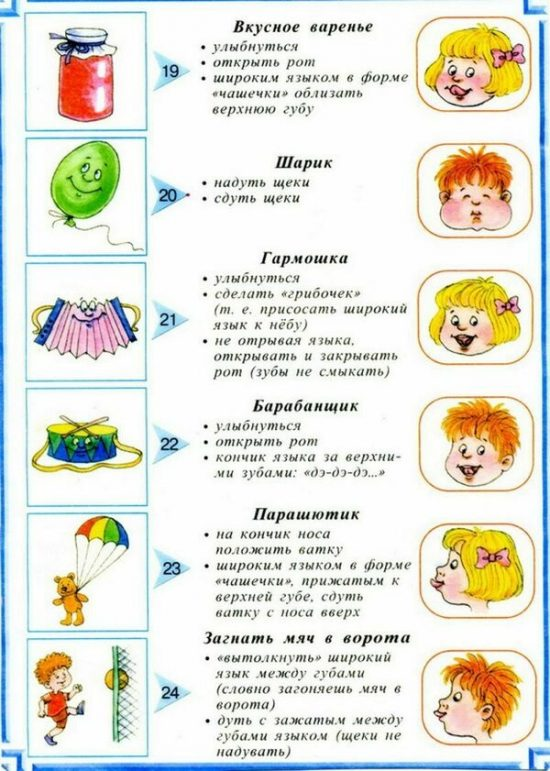 Вкусное варенье
19
• улыбнуться
• открыть рот
• широким языком в форме
«чашечки» облизать
верхнюю губу
Шарик
20
• надуть щеки
• сдуть щеки
Гармошка
21
• улыбнуться
• сделать «грибочек»
(т. е. присосать широкий
язык к нёбу)
• не отрывая языка,
открывать и закрывать
рот (зубы не смыкать)
Барабанщик
22
• улыбнуться
• открыть рот
• кончик языка за верхни-
ми зубами: «дэ-дэ-дэ...»
Парашютик
23
• на кончик носа
положить ватку
• широким языком в форме
«чашечки», прижатым к
верхней губе, сдуть
ватку с носа вверх
Загнать мяч в ворота
24
• «вытолкнуть» широкий
язык между губами
(словно загоняешь мяч в
ворота)
• дуть с зажатым между
губами языком (щеки не
надувать)